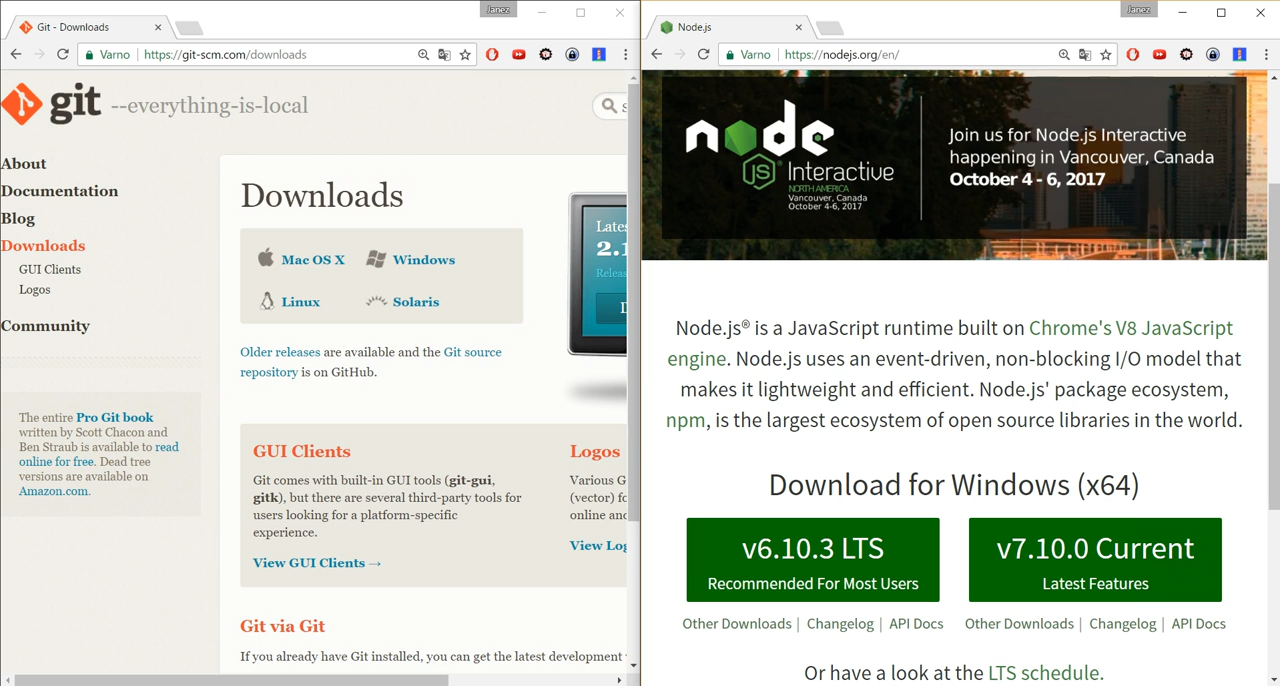 Janez
Git - Downloads
Varno
https://git-scm.com/downloads
git --everything-is-local
About
Documentation
Blog
Downloads
GUI Clients
Logos
Community
The entire Pro Git book
written by Scott Chacon and
Ben Straub is available to read
online for free. Dead tree
versions are available on
Amazon.com.
Downloads
Mac OS X
Windows
Linux
Solaris
Older releases are available and the Git source
repository is on GitHub.
GUI Clients
Git comes with built-in GUI tools (git-gui,
gitk), but there are several third-party tools for
users looking for a platform-specific
experience.
View GUI Clients →
Logos
Various G
(vector) fo
online and
View Log
Git via Git
If you already have Git installed, you can get the latest development
Janez
Node.js
Varno
https://nodejs.org/en/
node
JS Interactive
NORTH AMERICA
Vancouver, Canada
October 4-6, 2017
Join us for Node.js Interactive
happening in Vancouver, Canada
October 4 - 6, 2017
Node.js® is a JavaScript runtime built on Chrome's V8 JavaScript
engine. Node.js uses an event-driven, non-blocking I/O model that
makes it lightweight and efficient. Node.js' package ecosystem,
npm, is the largest ecosystem of open source libraries in the world.
Download for Windows (x64)
v6.10.3 LTS
Recommended For Most Users
v7.10.0 Current
Latest Features
Other Downloads | Changelog | API Docs
Other Downloads | Changelog | API Docs
Or have a look at the LTS schedule.